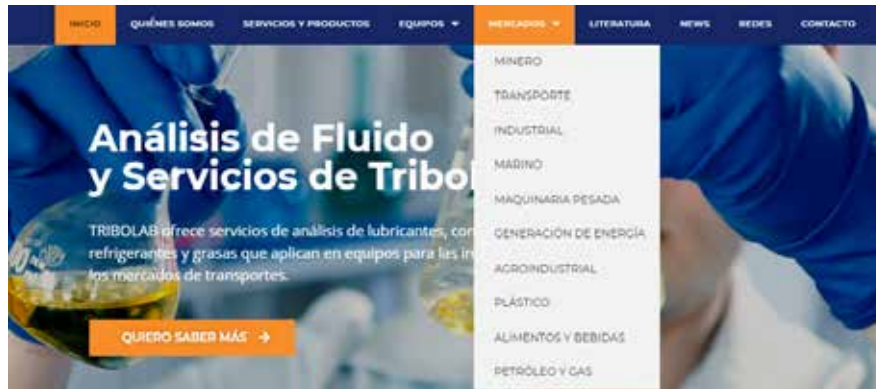 INICIO QUIÉNES SOMOS SERVICIOS Y PRODUCTOS EQUIPOS MERCADOS LITERATURA NEWS REDES CONTACTO
MINERO
TRANSPORTE
INDUSTRIAL
MARINO
MAQUINARIA PESADA
GENERACIÓN DE ENERGÍA
AGROINDUSTRIAL
PLÁSTICO
ALIMENTOS Y BEBIDAS
PETRÓLEO Y GAS
Análisis de Fluido
y Servicios de Tribol
TRIBOLAB ofrece servicios de análisis de lubricantes, con
refrigerantes y grasas que aplican en equipos para las in
los mercados de transportes.
QUIERO SABER MÁS →